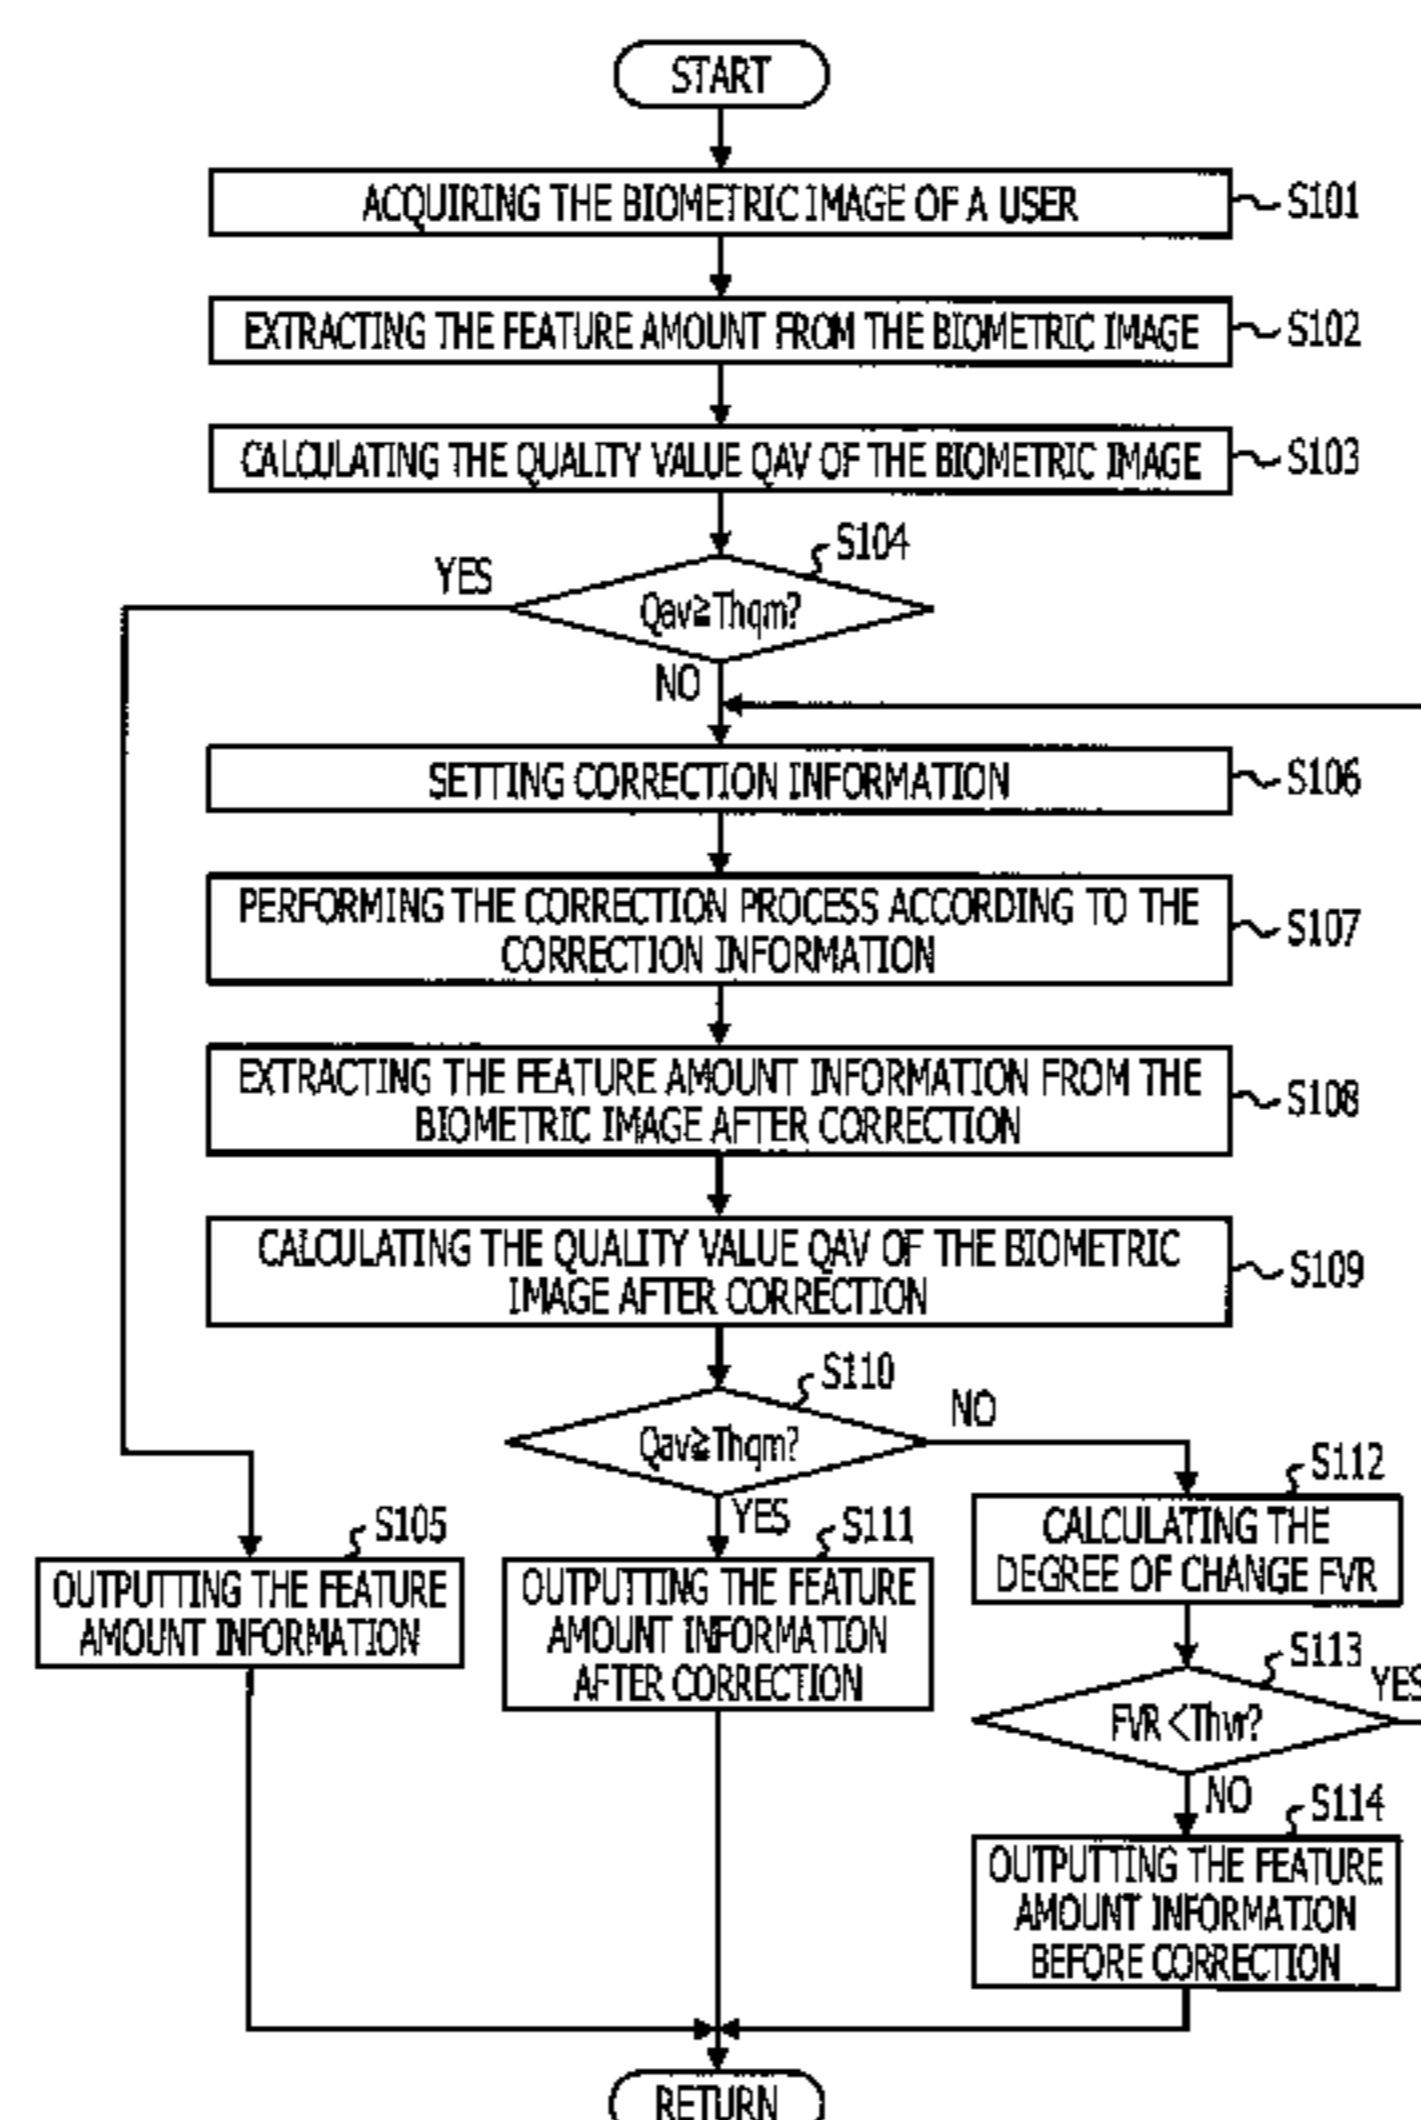 START
ACQUIRING THE BIOMETRIC IMAGE OF A USER
S101
EXTRACTING THE FEATURE AMOUNT FROM THE BIOMETRIC IMAGE
S102
CALCULATING THE QUALITY VALUE QAV OF THE BIOMETRIC IMAGE
S103
S104
YES
Qav≧Thqm?
NO
SETTING CORRECTION INFORMATION
S106
PERFORMING THE CORRECTION PROCESS ACCORDING TO THE
CORRECTION INFORMATION
S107
EXTRACTING THE FEATURE AMOUNT INFORMATION FROM THE
BIOMETRIC IMAGE AFTER CORRECTION
S108
CALCULATING THE QUALITY VALUE QAV OF THE BIOMETRIC
IMAGE AFTER CORRECTION
S109
S110
Qav≧Thqm?
NO
YES
S105
OUTPUTTING THE FEATURE
AMOUNT INFORMATION
S111
OUTPUTTING THE FEATURE
AMOUNT INFORMATION
AFTER CORRECTION
S112
CALCULATING THE
DEGREE OF CHANGE FVR
S113
YES
FVR<Thvr?
NO
S114
OUTPUTTING THE FEATURE
AMOUNT INFORMATION
BEFORE CORRECTION
RETURN